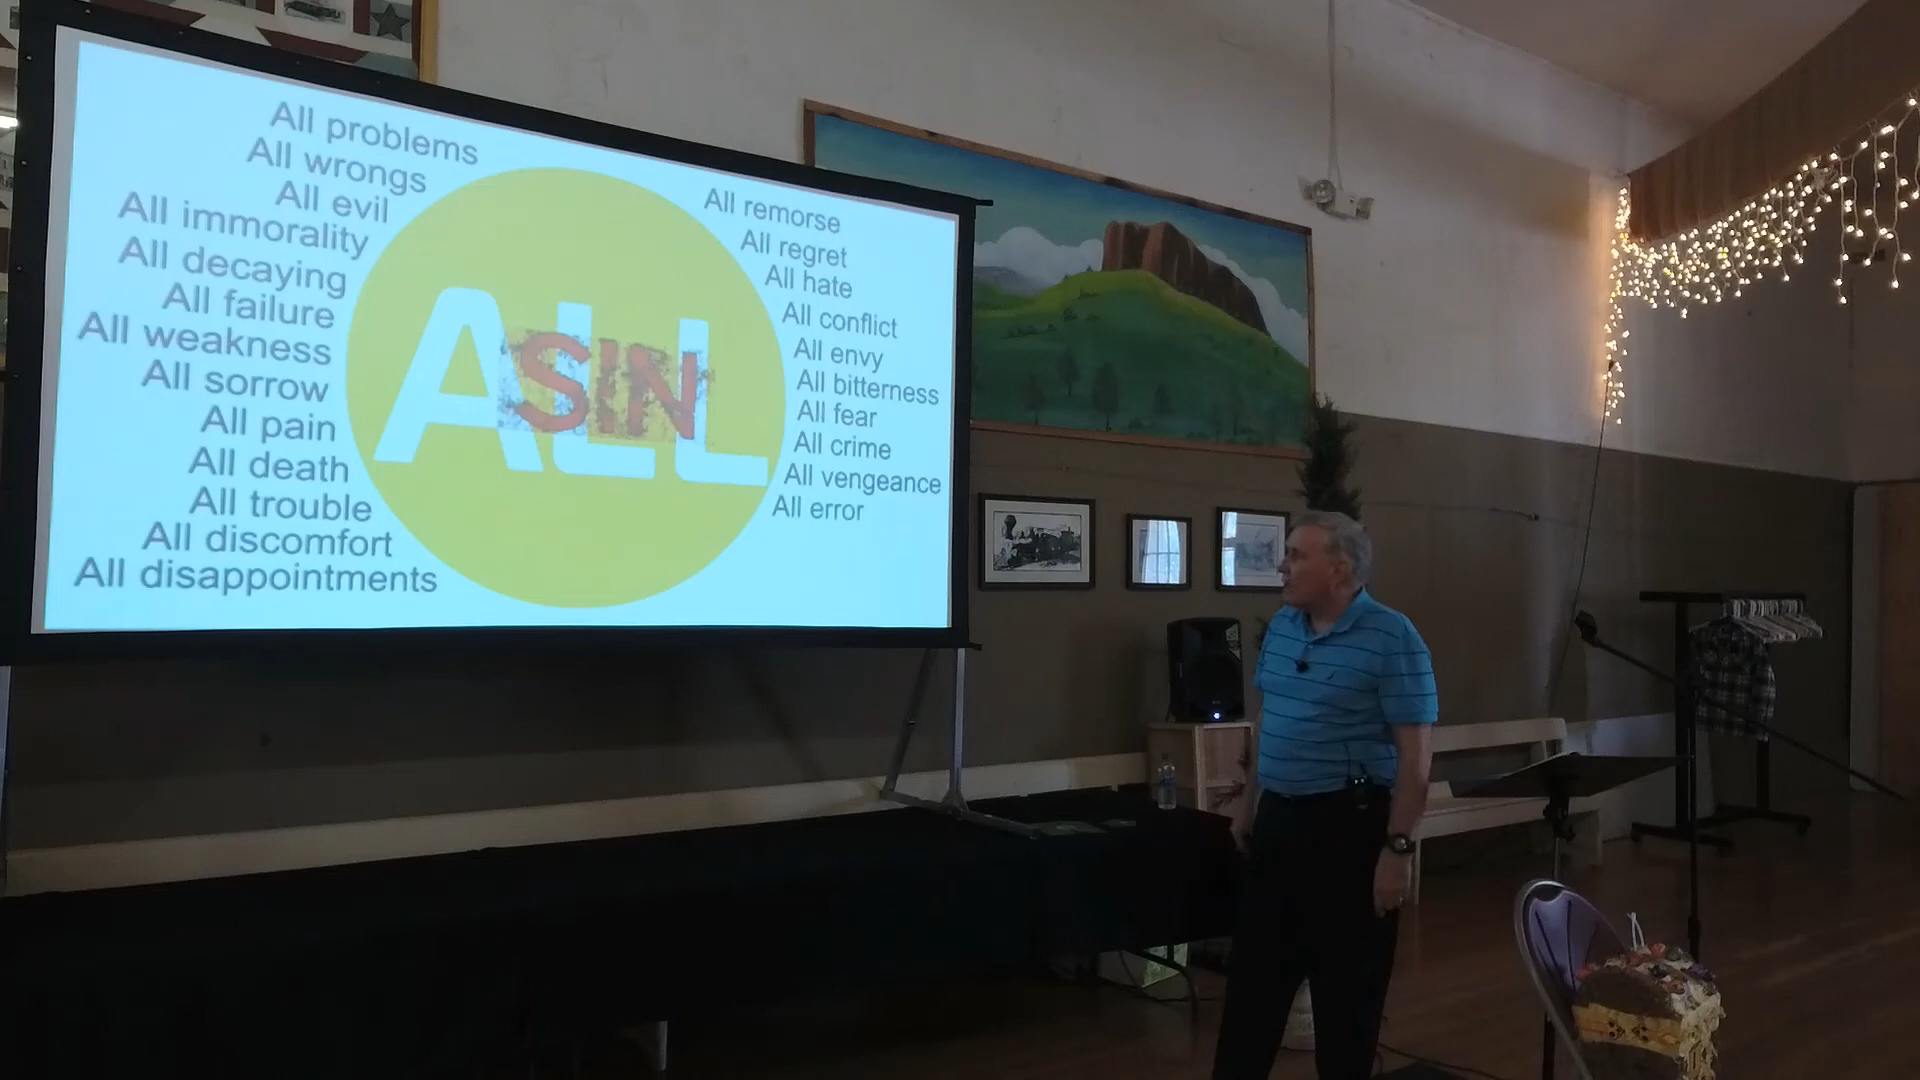 All problems
All wrongs
All evil
All immorality
All decaying
All failure
All weakness
All sorrow
All pain
All death
All trouble
All discomfort
All disappointments
ALL
SIN
All remorse
All regret
All hate
All conflict
All envy
All bitterness
All fear
All crime
All vengeance
All error